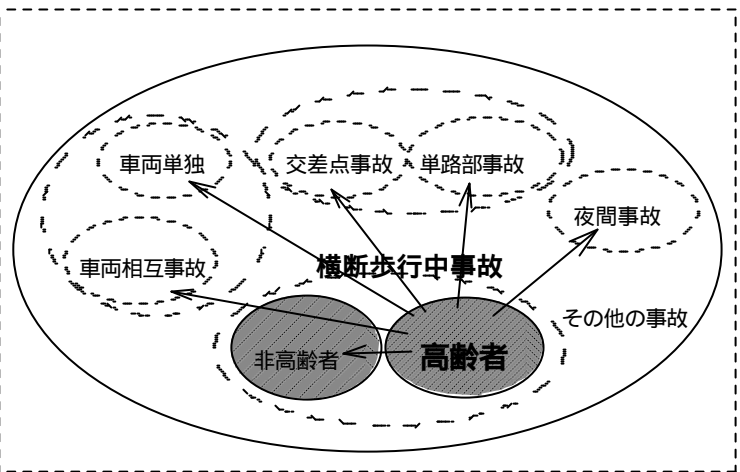 車両単独
交差点事故
単路部事故
夜間事故
車両相互事故
横断歩行中事故
その他の事故
非高齢者
高齢者